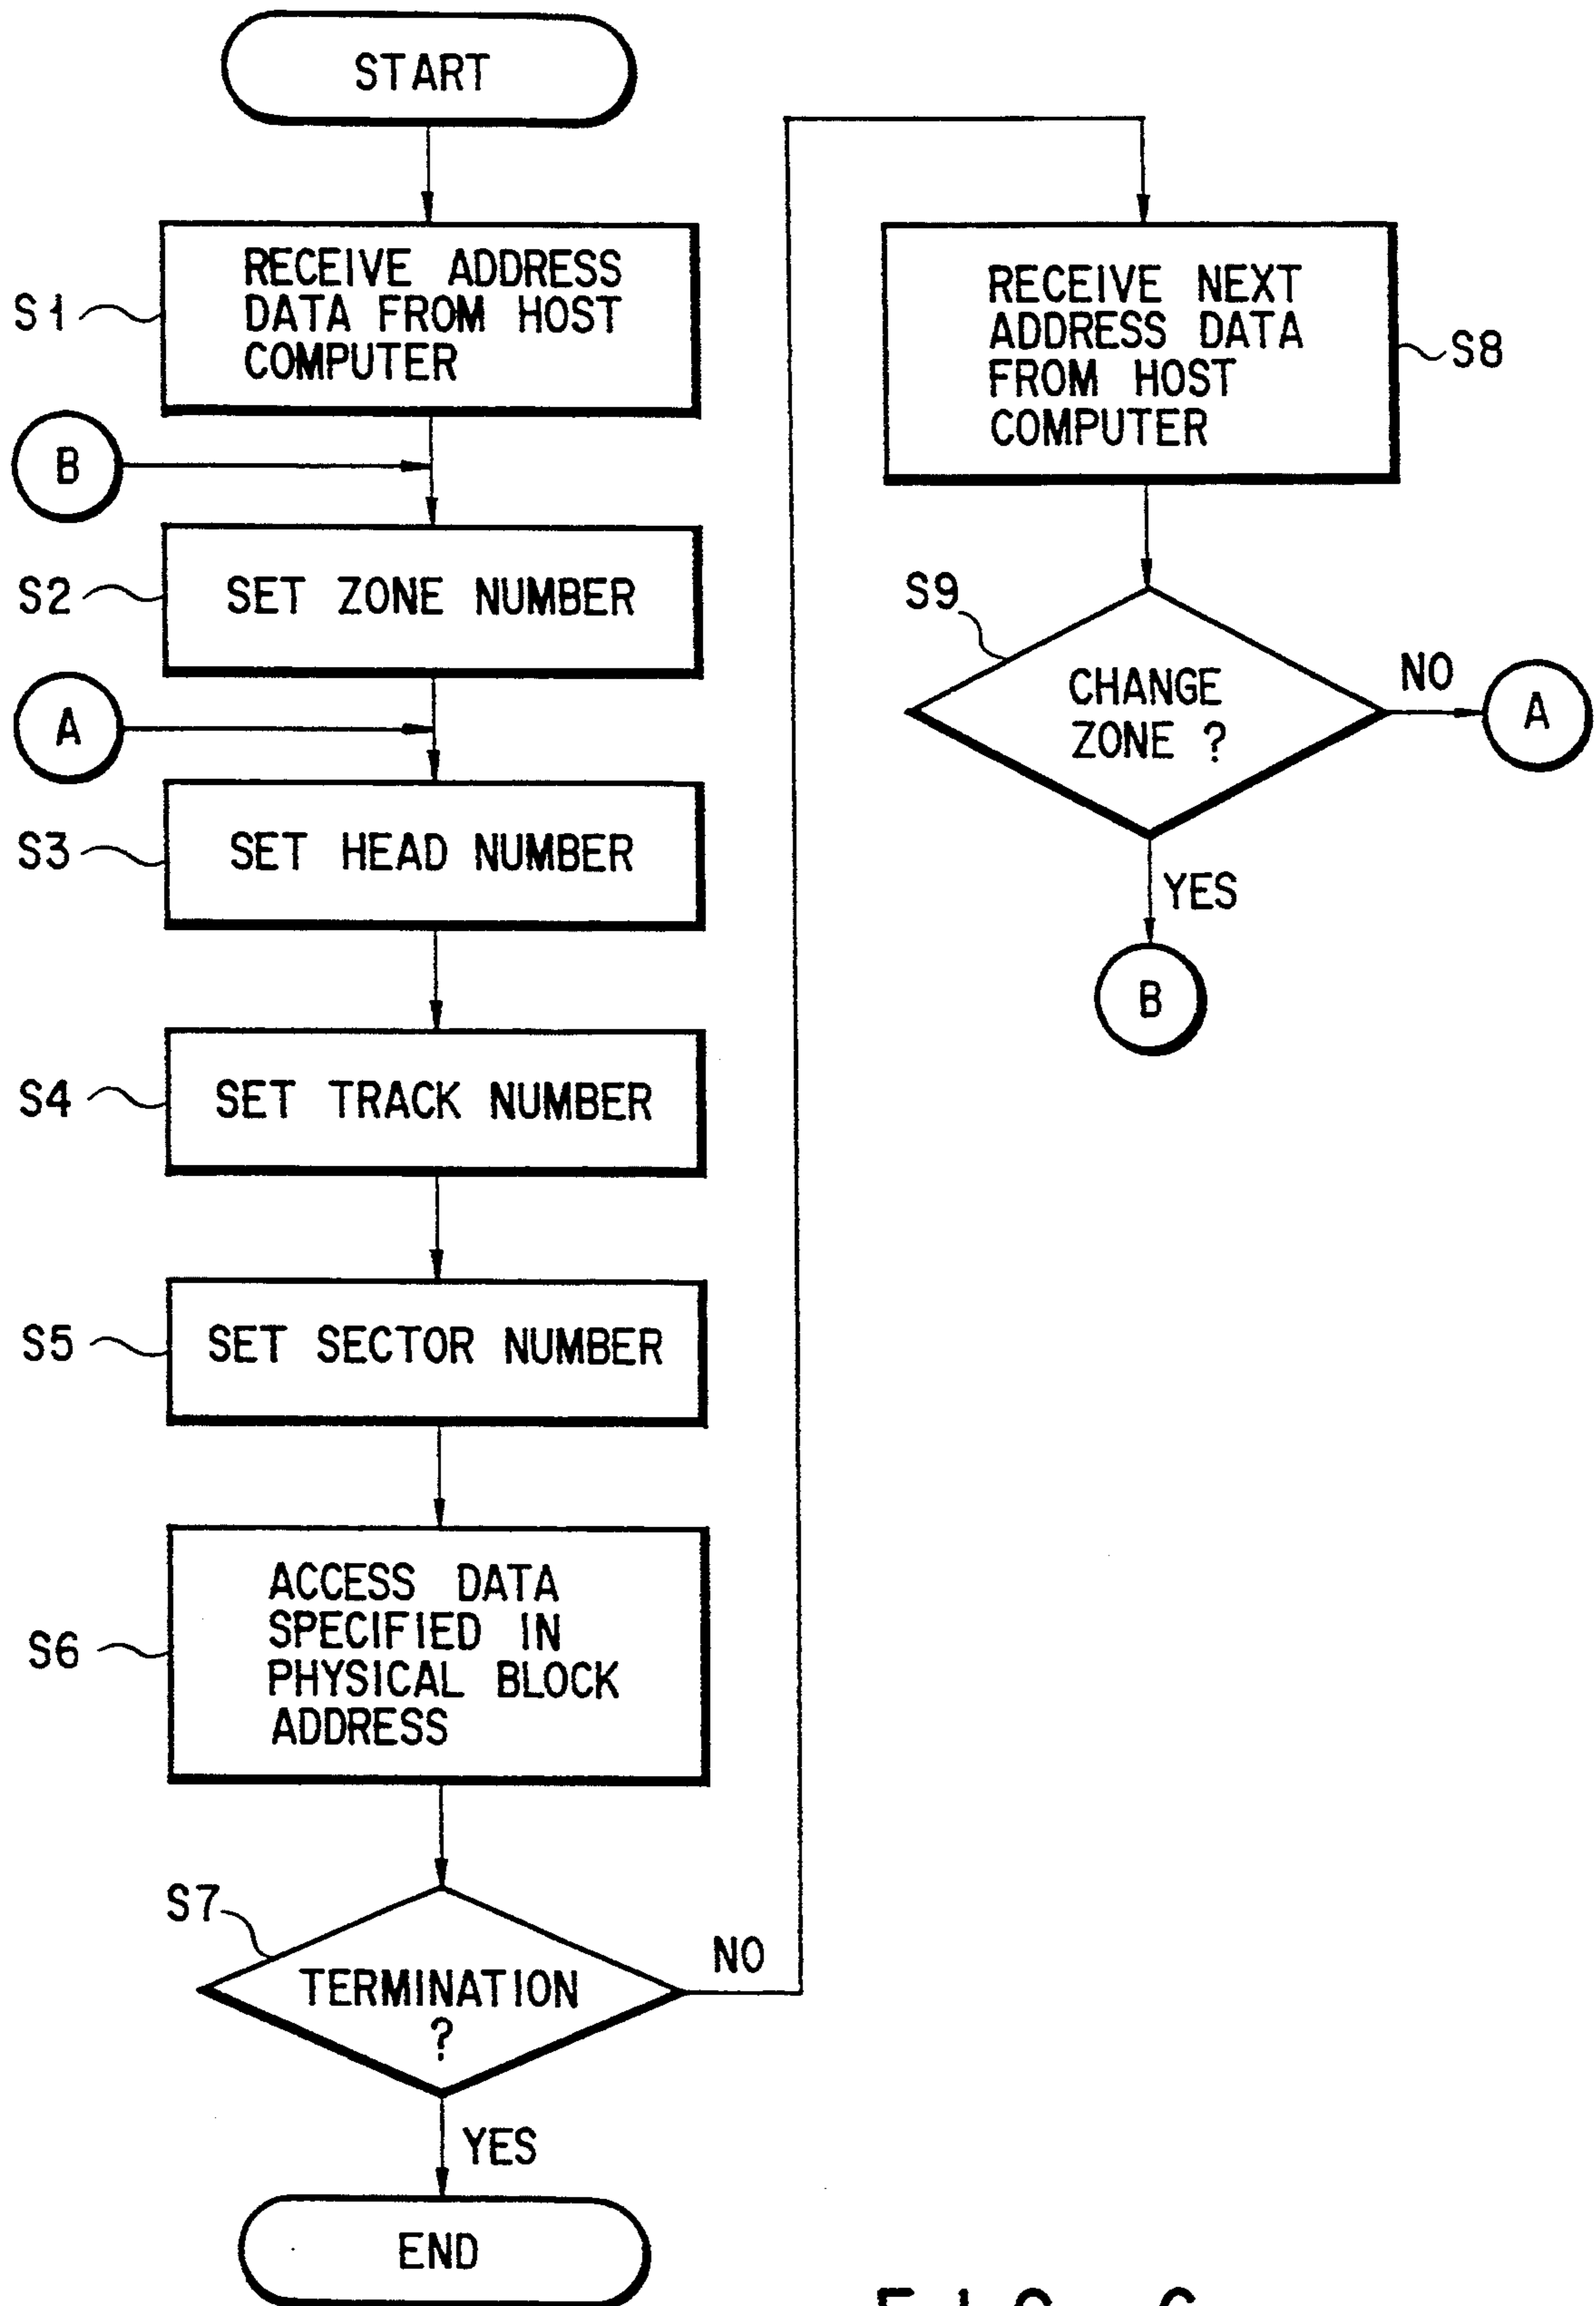 START
S1
RECEIVE ADDRESS
DATA FROM HOST
COMPUTER
B
S2
SET ZONE NUMBER
A
S3
SET HEAD NUMBER
S4
SET TRACK NUMBER
S5
SET SECTOR NUMBER
S6
ACCESS DATA
SPECIFIED IN
PHYSICAL BLOCK
ADDRESS
S7
TERMINATION
?
NO
YES
END
RECEIVE NEXT
ADDRESS DATA
FROM HOST
COMPUTER
S8
S9
CHANGE
ZONE ?
NO
A
YES
B